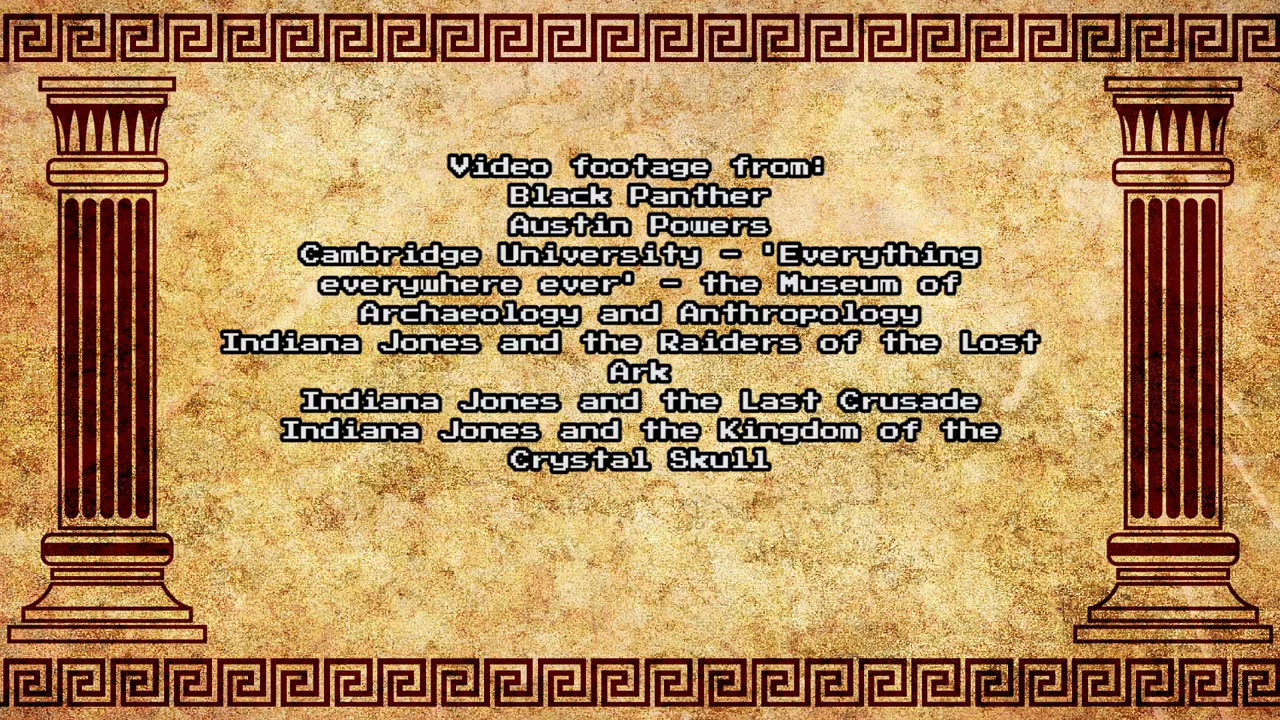 Video footage from:
Black Panther
Austin Powers
Cambridge University - 'Everything
everywhere ever' - the Museum of
Archaeology and Anthropology
Indiana Jones and the Raiders of the Lost
Ark
Indiana Jones and the Last Crusade
Indiana Jones and the Kingdom of the
Crystal Skull